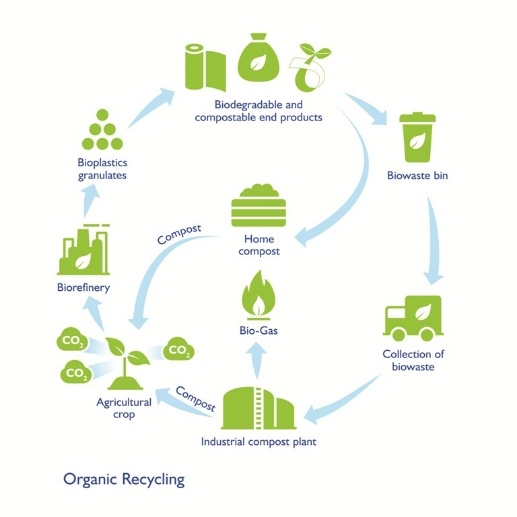 Biodegradable and
compostable end products
Bioplastics
granulates
Biowaste bin
Compost
Home
compost
Biorefinery
Bio-Gas
CO2
CO2
CO2
Collection of
biowaste
Agricultural
crop
Compost
Industrial compost plant
Organic Recycling